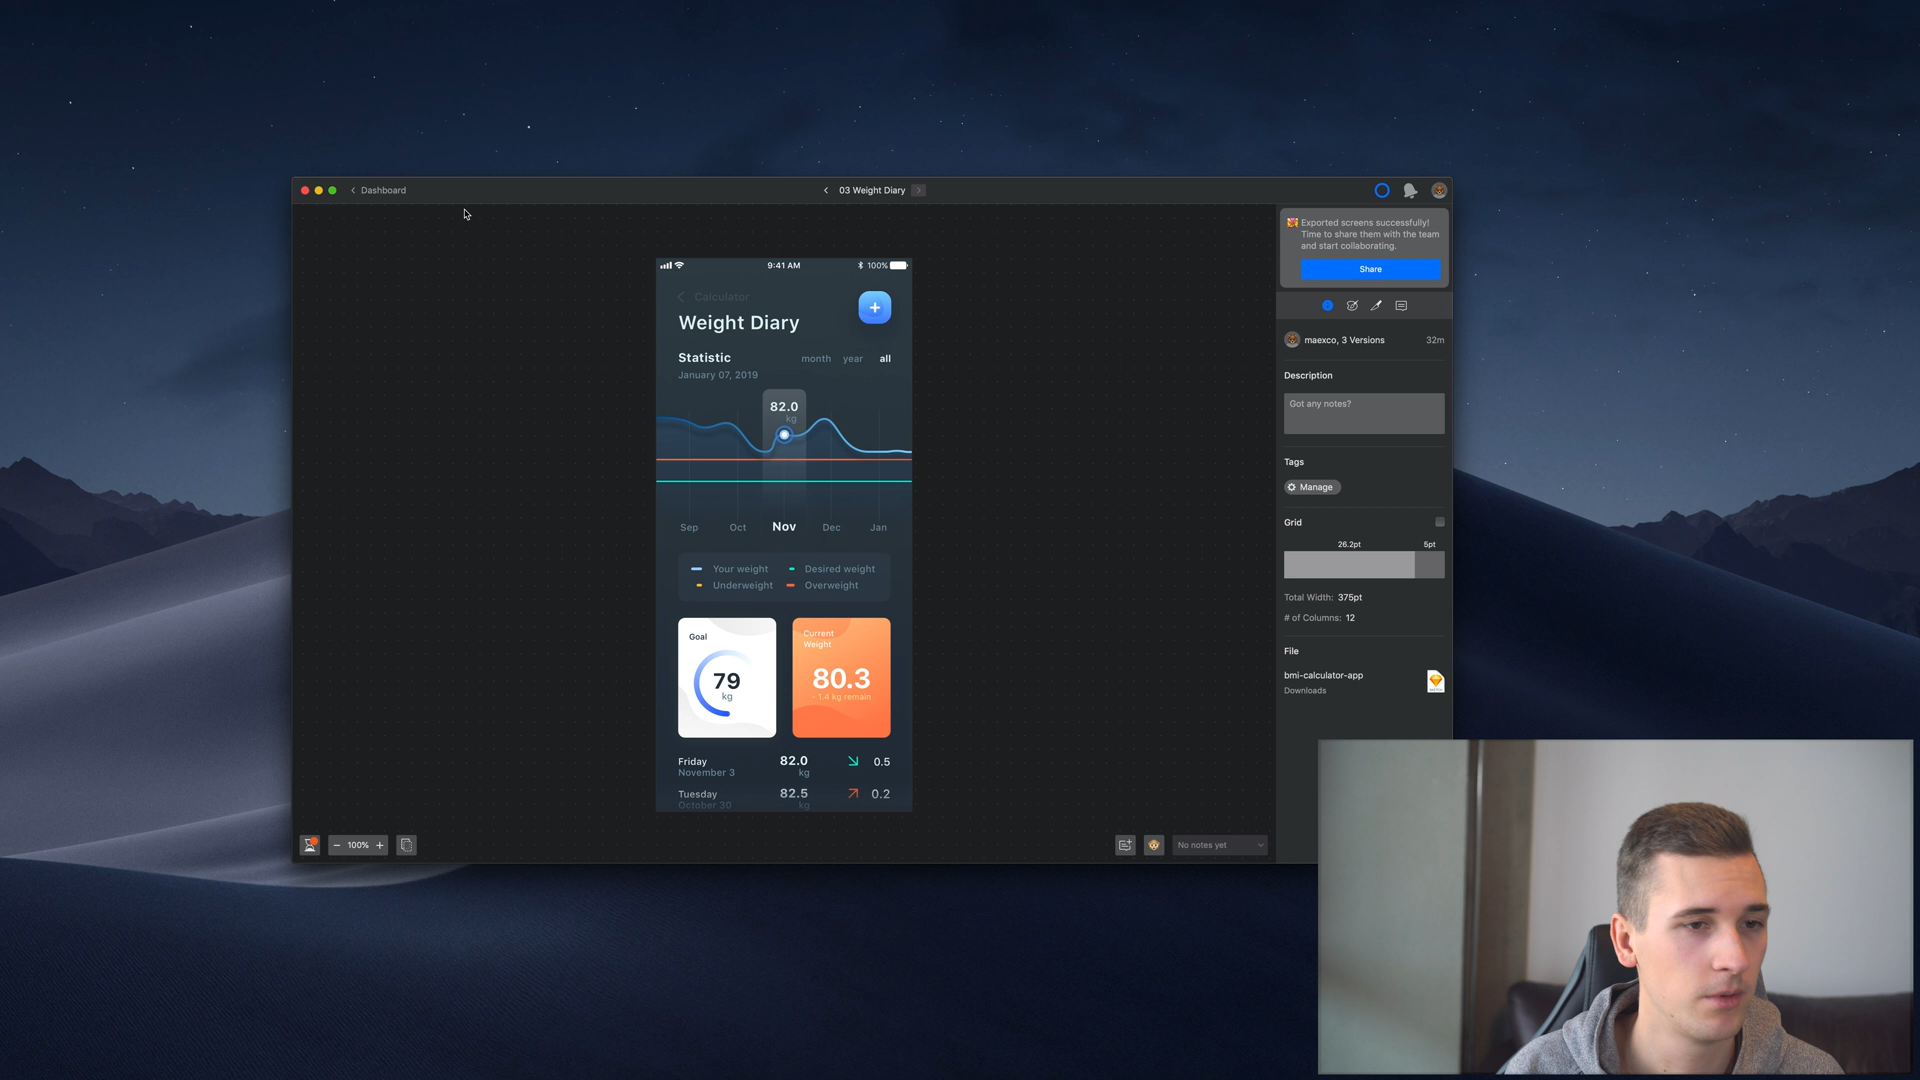 Dashboard
03 Weight Diary
Exported screens successfully!
Time to share them with the team
and start collaborating.
Share
maexco, 3 Versions
32m
Description
Got any notes?
Tags
Manage
Grid
26.2pt
5pt
Total Width: 375pt
# of Columns: 12
File
bmi-calculator-app
Downloads
9:41 AM
100%
Calculator
Weight Diary
Statistic
month
year
all
January 07, 2019
82.0
kg
Sep
Oct
Nov
Dec
Jan
Your weight
Desired weight
Underweight
Overweight
Goal
79
kg
Current
Weight
80.3
- 1.4 kg remain
Friday
82.0
0.5
November 3
kg
Tuesday
82.5
0.2
October 30
kg
100%
No notes yet